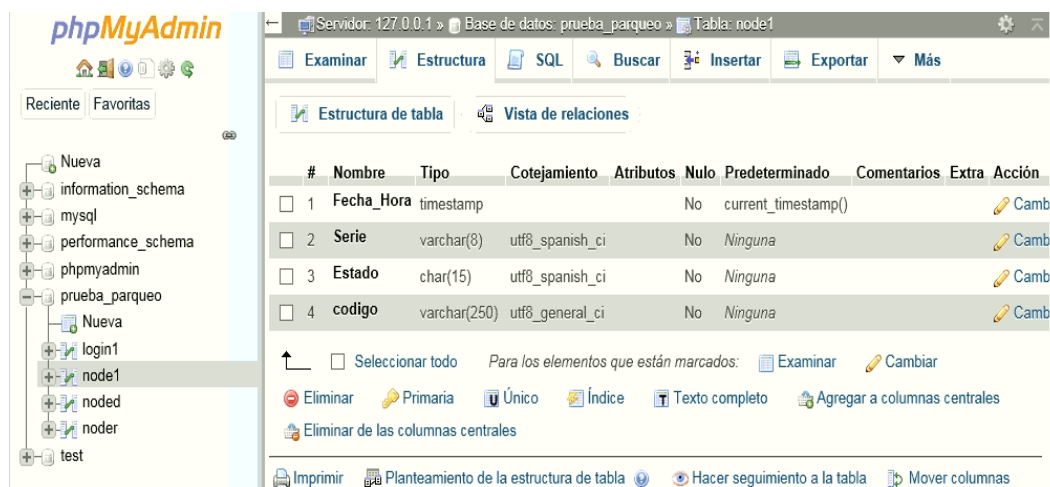 phpMyAdmin
Reciente Favoritas
Nueva
information_schema
mysql
performance_schema
phpmyadmin
prueba_parqueo
Nueva
login1
node1
noded
noder
test
Servidor: 127.0.0.1 » Base de datos: prueba_parqueo » Tabla: node1
Examinar Estructura SQL Buscar Insertar Exportar Más
Estructura de tabla Vista de relaciones
# Nombre Tipo Cotejamiento Atributos Nulo Predeterminado Comentarios Extra Acción
1 Fecha_Hora timestamp No current_timestamp() Camb
2 Serie varchar(8) utf8_spanish_ci No Ninguna Camb
3 Estado char(15) utf8_spanish_ci No Ninguna Camb
4 codigo varchar(250) utf8_general_ci No Ninguna Camb
Seleccionar todo Para los elementos que están marcados: Examinar Cambiar
Eliminar Primaria Único Índice Texto completo Agregar a columnas centrales
Eliminar de las columnas centrales
Imprimir Planteamiento de la estructura de tabla Hacer seguimiento a la tabla Mover columnas